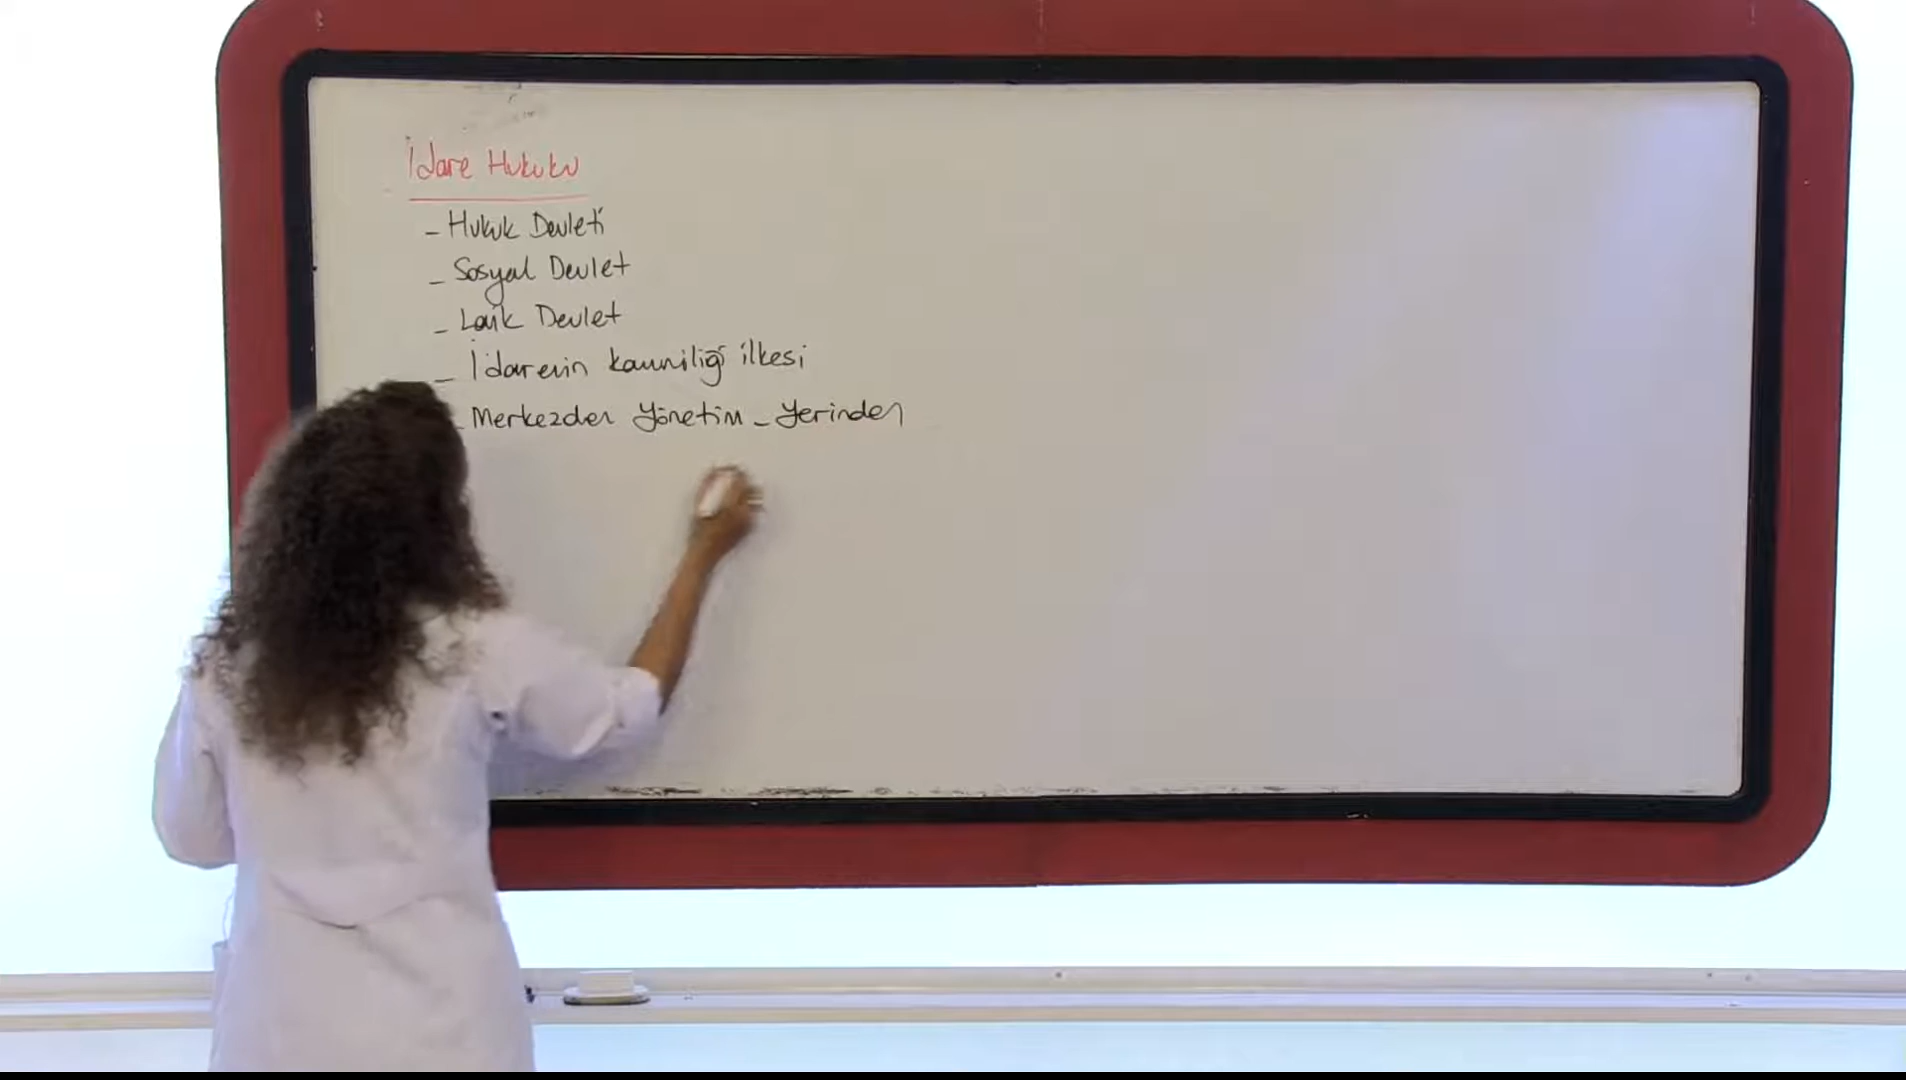 İdare Hukuku
- Hukuk Devleti
- Sosyal Devlet
- Laik Devlet
- İdarenin kanuniliği ilkesi
- Merkezden Yönetim - Yerinden